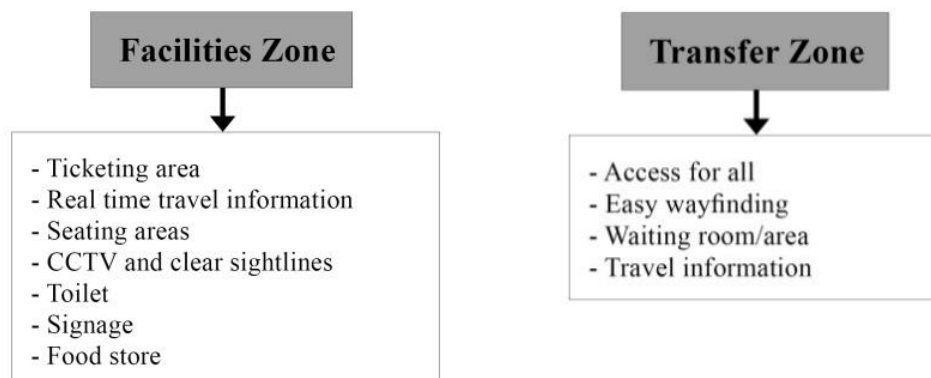 Facilities Zone
- Ticketing area
- Real time travel information
- Seating areas
- CCTV and clear sightlines
- Toilet
- Signage
- Food store
Transfer Zone
- Access for all
- Easy wayfinding
- Waiting room/area
- Travel information